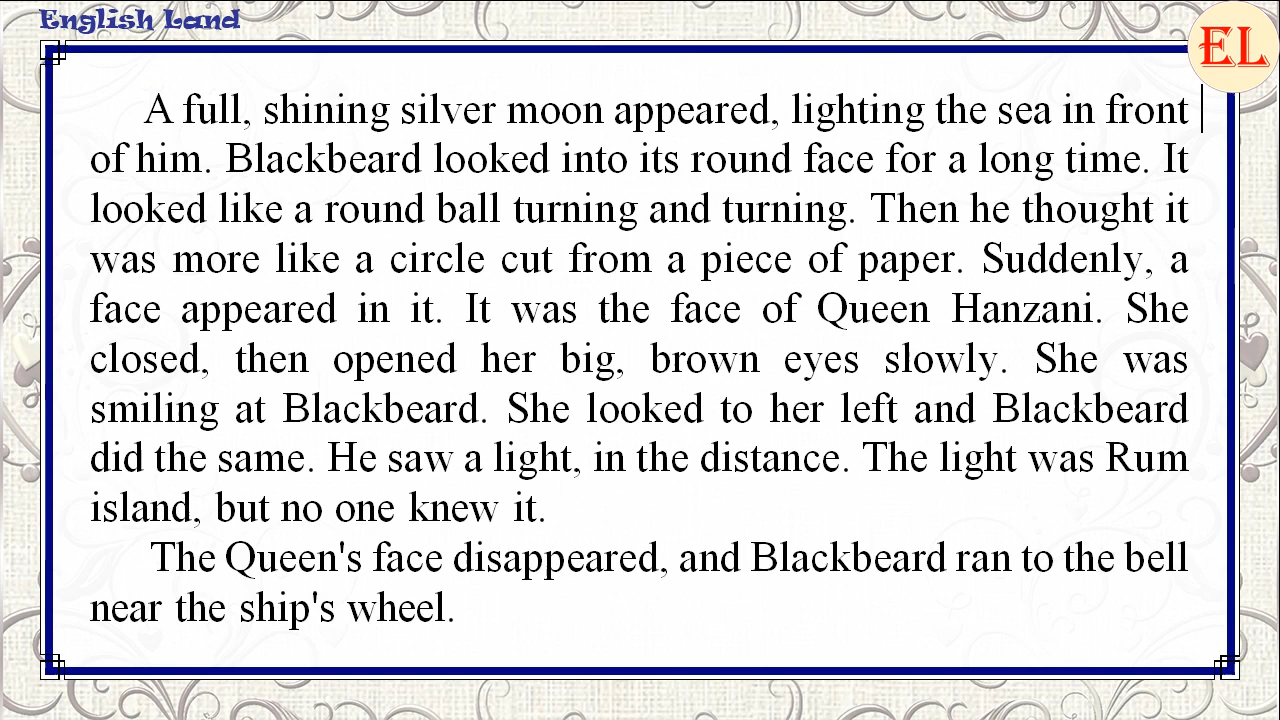 English Land
EL
A full, shining silver moon appeared, lighting the sea in front
of him. Blackbeard looked into its round face for a long time. It
looked like a round ball turning and turning. Then he thought it
was more like a circle cut from a piece of paper. Suddenly, a
face appeared in it. It was the face of Queen Hanzani. She
closed, then opened her big, brown eyes slowly. She was
smiling at Blackbeard. She looked to her left and Blackbeard
did the same. He saw a light, in the distance. The light was Rum
island, but no one knew it.
The Queen's face disappeared, and Blackbeard ran to the bell
near the ship's wheel.